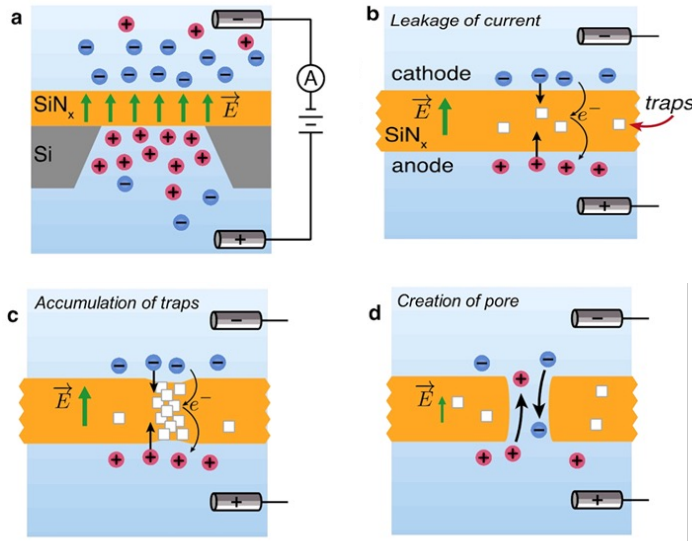 a
−
A
SiNₓ
E
Si
+
b
Leakage of current
−
cathode
E
e⁻
traps
SiNₓ
anode
+
c
Accumulation of traps
−
E
e⁻
+
d
Creation of pore
−
E
+